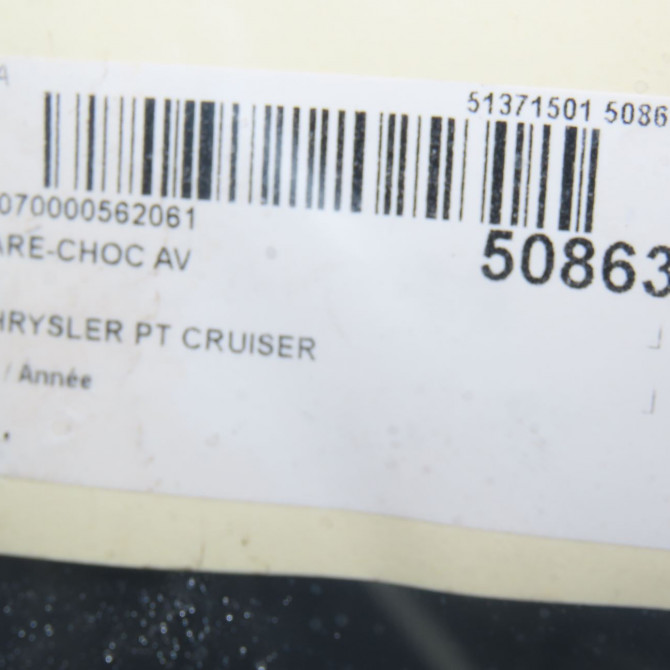 A
51371501 5086
070000562061
ARE-CHOC AV
50863
HRYSLER PT CRUISER
/ Année